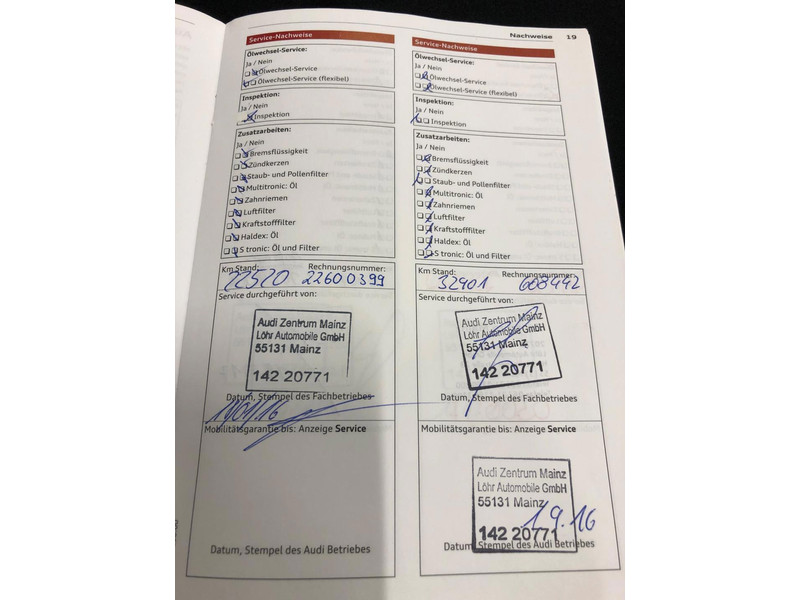 Nachweise 19
Service-Nachweise
Ölwechsel-Service:
Ja / Nein
Ölwechsel-Service
Ölwechsel-Service (flexibel)
Inspektion:
Ja / Nein
Inspektion
Zusatzarbeiten:
Ja / Nein
Bremsflüssigkeit
Zündkerzen
Staub- und Pollenfilter
Multitronic: Öl
Zahnriemen
Luftfilter
Kraftstofffilter
Haldex: Öl
S tronic: Öl und Filter
Km Stand: Rechnungsnummer:
22520 22600399
Service durchgeführt von:
Audi Zentrum Mainz
Löhr Automobile GmbH
55131 Mainz
142 20771
Datum, Stempel des Fachbetriebes
Mobilitätsgarantie bis: Anzeige Service
Datum, Stempel des Audi Betriebes
Service-Nachweise
Ölwechsel-Service:
Ja / Nein
Ölwechsel-Service
Ölwechsel-Service (flexibel)
Inspektion:
Ja / Nein
Inspektion
Zusatzarbeiten:
Ja / Nein
Bremsflüssigkeit
Zündkerzen
Staub- und Pollenfilter
Multitronic: Öl
Zahnriemen
Luftfilter
Kraftstofffilter
Haldex: Öl
S tronic: Öl und Filter
Km Stand: Rechnungsnummer:
32901 608442
Service durchgeführt von:
Audi Zentrum Mainz
Löhr Automobile GmbH
55131 Mainz
142 20771
Datum, Stempel des Fachbetriebes
Mobilitätsgarantie bis: Anzeige Service
Audi Zentrum Mainz
Löhr Automobile GmbH
55131 Mainz
1.9.16
142 20771
Datum, Stempel des Audi Betriebes